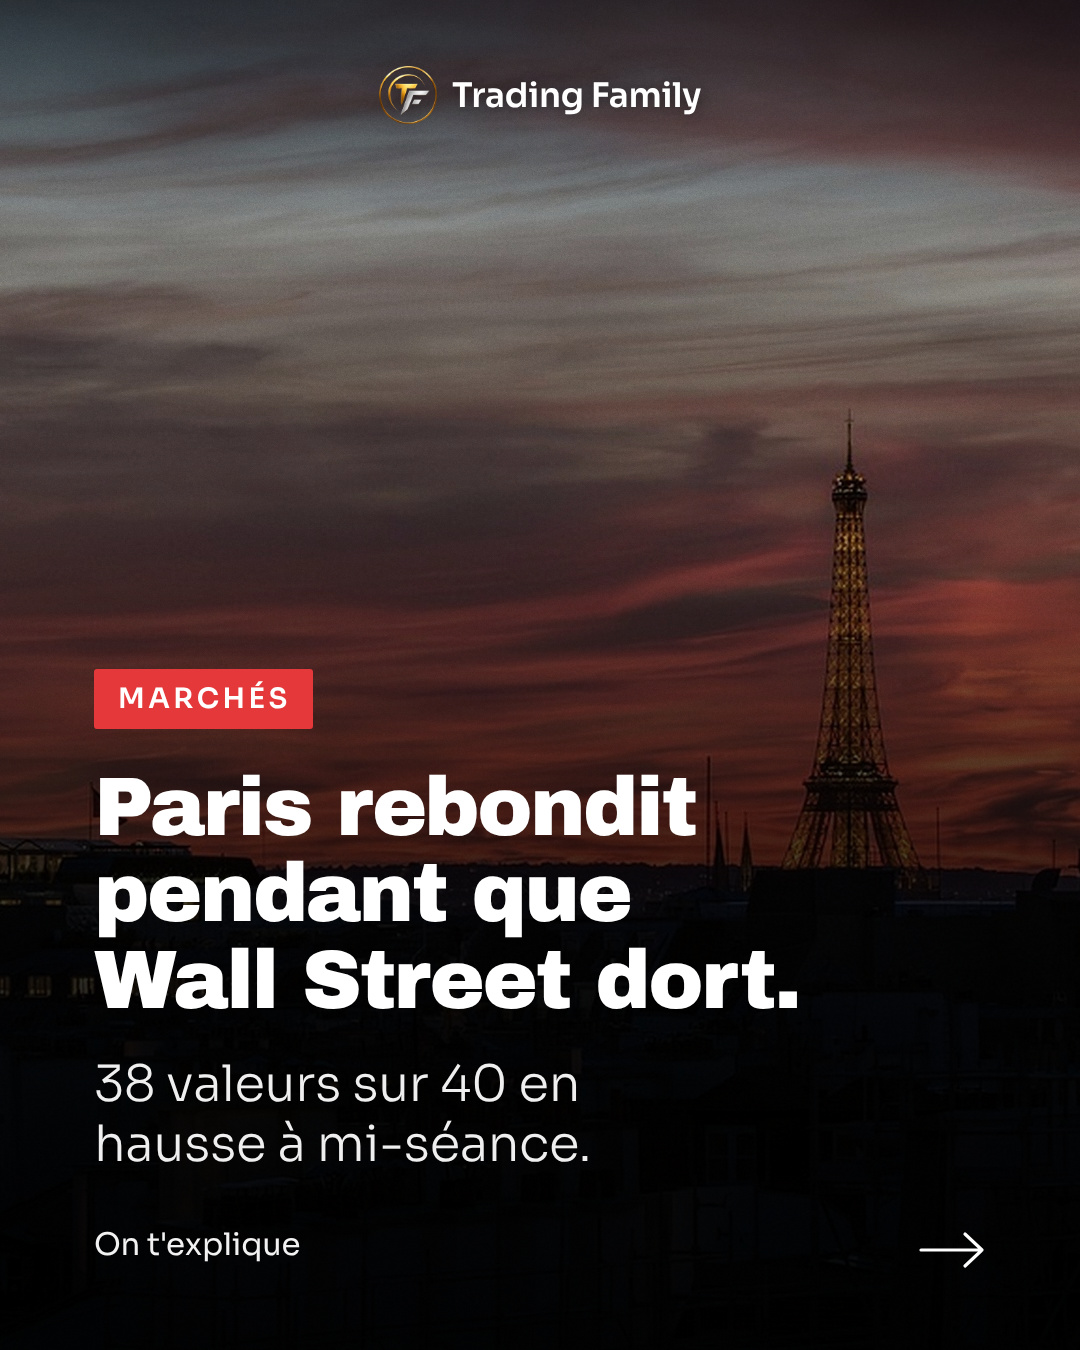 TF Trading Family
MARCHÉS
Paris rebondit
pendant que
Wall Street dort.
38 valeurs sur 40 en
hausse à mi-séance.
On t'explique